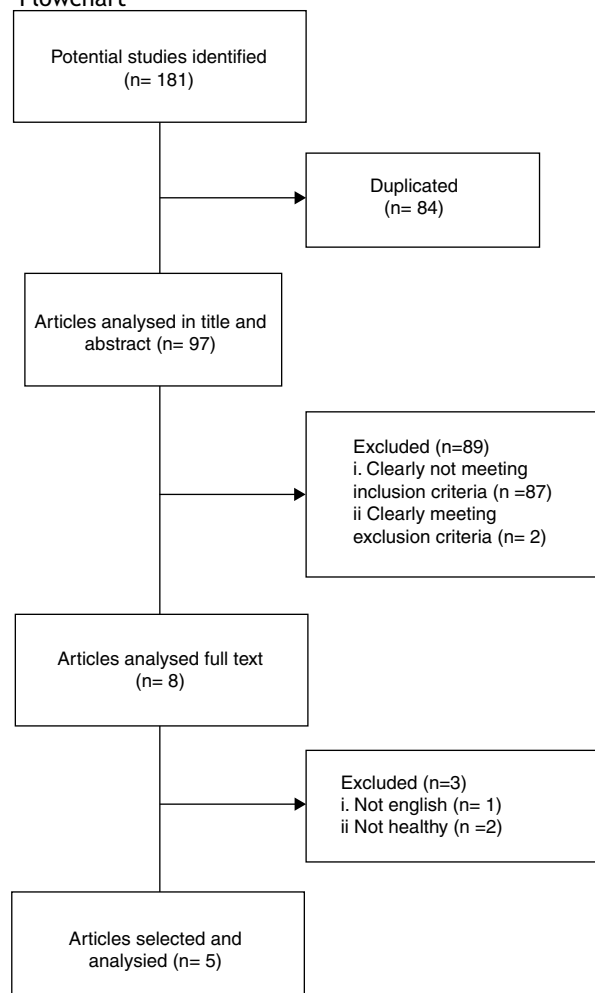 Flowchart
Potential studies identified
(n= 181)
Duplicated
(n= 84)
Articles analysed in title and
abstract (n= 97)
Excluded (n=89)
i. Clearly not meeting
inclusion criteria (n =87)
ii Clearly meeting
exclusion criteria (n= 2)
Articles analysed full text
(n= 8)
Excluded (n=3)
i. Not english (n= 1)
ii Not healthy (n =2)
Articles selected and
analysied (n= 5)